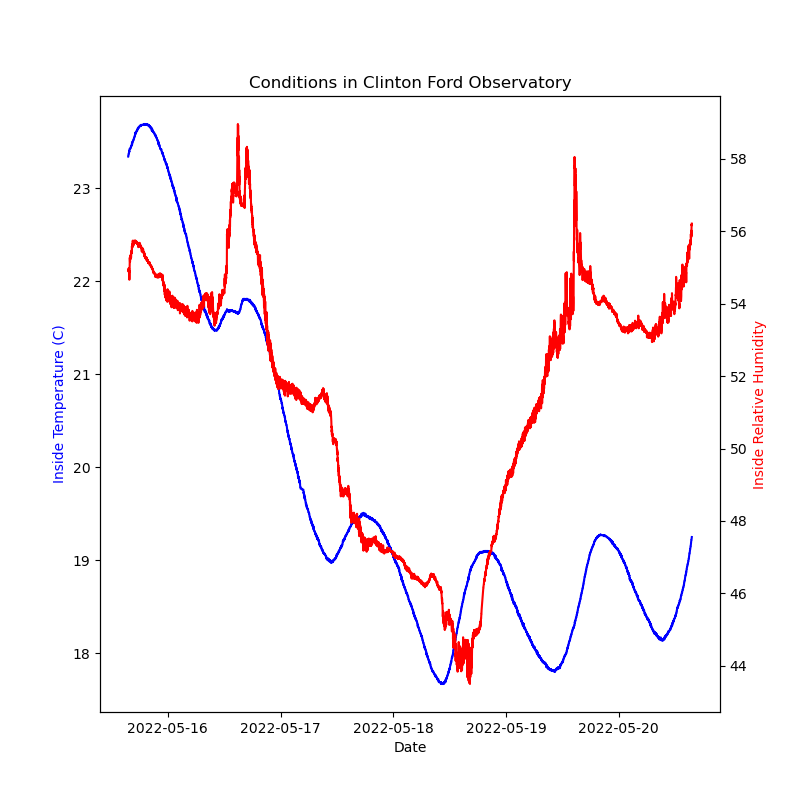 Conditions in Clinton Ford Observatory
Inside Temperature (C)
23
22
21
20
19
18
58
56
54
52
50
48
46
44
Inside Relative Humidity
2022-05-16 2022-05-17 2022-05-18 2022-05-19 2022-05-20
Date